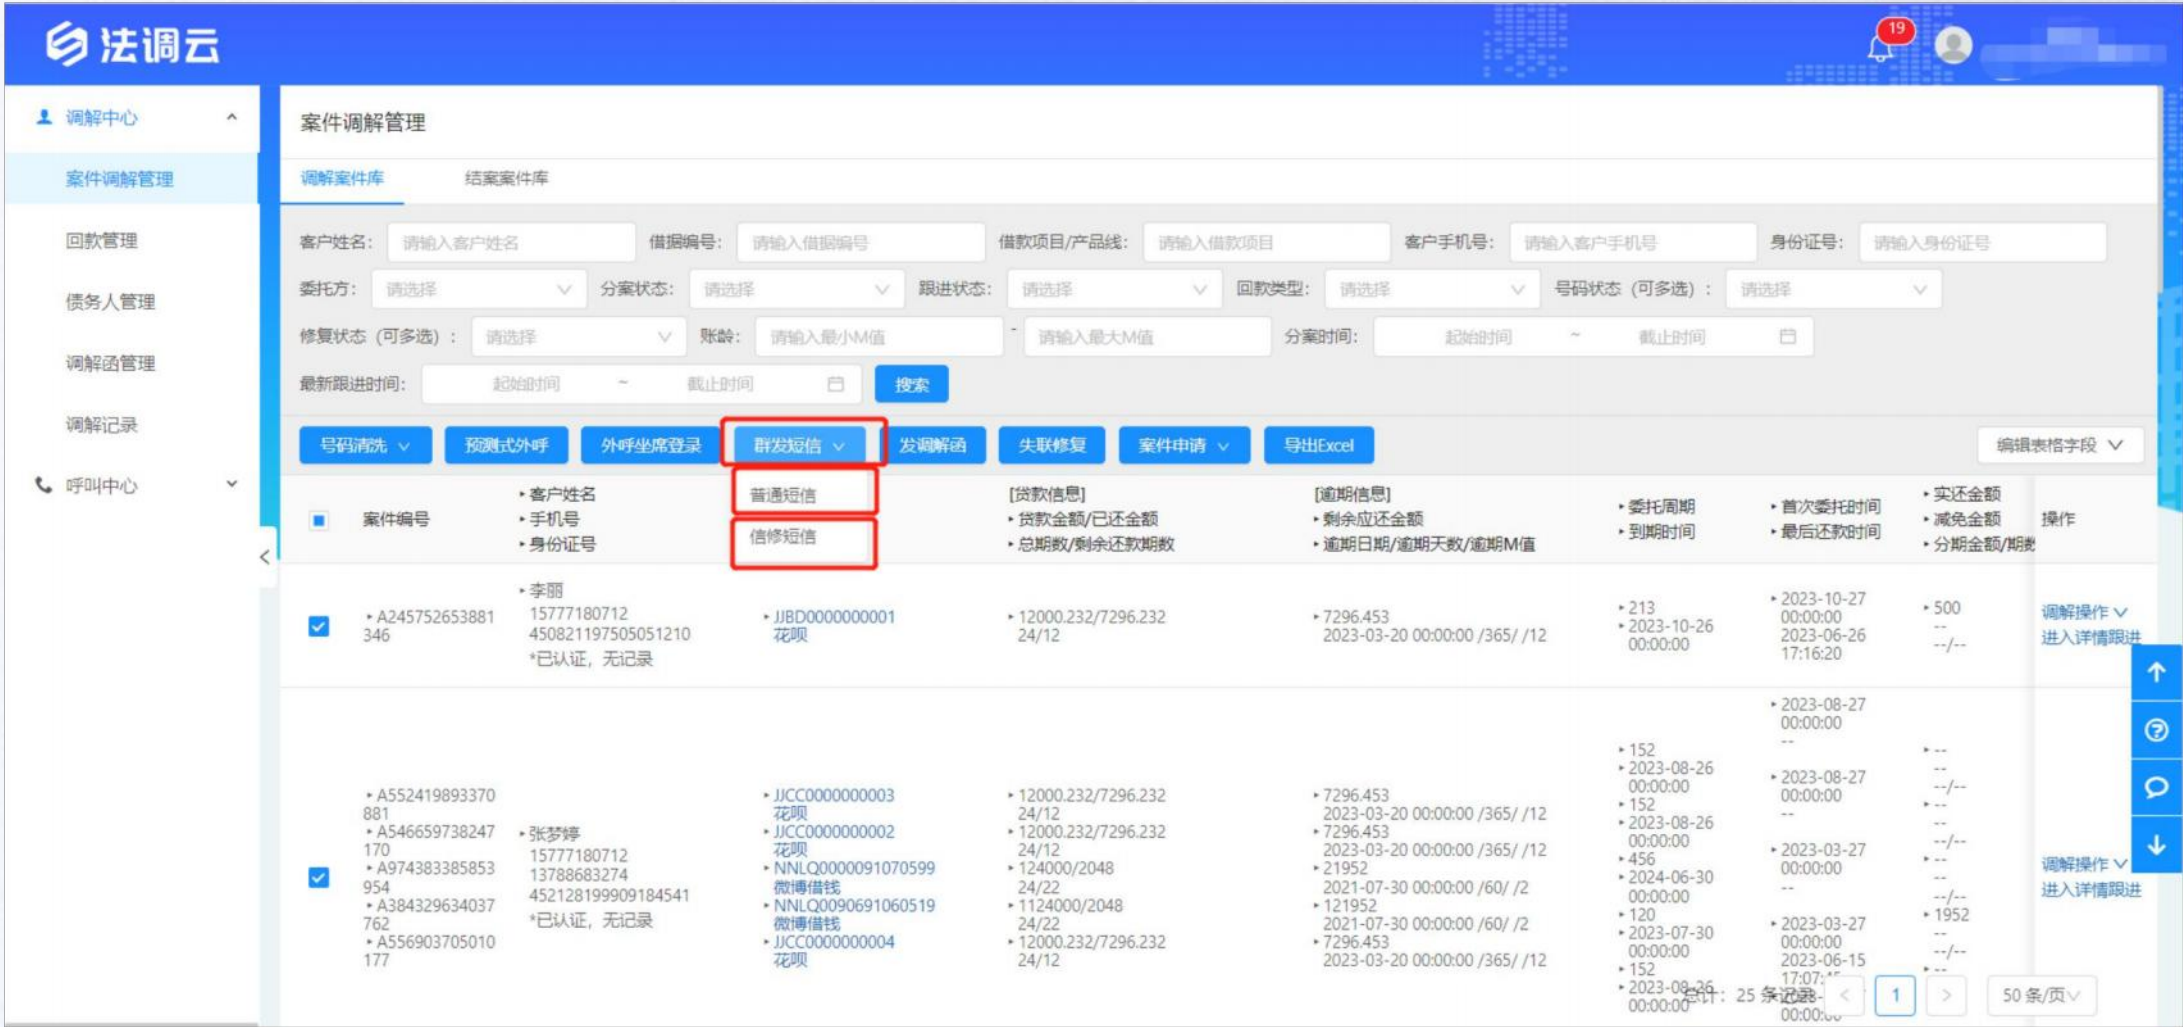 法调云
19
调解中心
案件调解管理
回款管理
债务人管理
调解函管理
调解记录
呼叫中心
案件调解管理
调解案件库 结案案件库
客户姓名: 请输入客户姓名 借据编号: 请输入借据编号 借款项目/产品线: 请输入借款项目 客户手机号: 请输入客户手机号 身份证号: 请输入身份证号
委托方: 请选择 分案状态: 请选择 跟进状态: 请选择 回款类型: 请选择 号码状态（可多选）: 请选择
修复状态（可多选）: 请选择 账龄: 请输入最小M值 - 请输入最大M值 分案时间: 起始时间 ~ 截止时间
最新跟进时间: 起始时间 ~ 截止时间 搜索
号码清洗 预测式外呼 外呼坐席登录 群发短信 发调解函 失联修复 案件申请 导出Excel 编辑表格字段
普通短信
信修短信
案件编号
客户姓名
手机号
身份证号
[贷款信息]
贷款金额/已还金额
总期数/剩余还款期数
[逾期信息]
剩余应还金额
逾期日期/逾期天数/逾期M值
委托周期
到期时间
首次委托时间
最后还款时间
实还金额
减免金额
分期金额/期数
操作
A245752653881
346
李丽
15777180712
450821197505051210
*已认证，无记录
JJBD0000000001
花呗
12000.232/7296.232
24/12
7296.453
2023-03-20 00:00:00 /365/ /12
213
2023-10-26
00:00:00
2023-10-27
00:00:00
2023-06-26
17:16:20
500
--
--/--
调解操作
进入详情跟进
A552419893370
881
A546659738247
170
A974383385853
954
A384329634037
762
A556903705010
177
张梦婷
15777180712
13788683274
452128199909184541
*已认证，无记录
JJCC0000000003
花呗
JJCC0000000002
花呗
NNLQ0000091070599
微博借钱
NNLQ0090691060519
微博借钱
JJCC0000000004
花呗
12000.232/7296.232
24/12
12000.232/7296.232
24/12
124000/2048
24/22
1124000/2048
24/22
12000.232/7296.232
24/12
7296.453
2023-03-20 00:00:00 /365/ /12
7296.453
2023-03-20 00:00:00 /365/ /12
21952
2021-07-30 00:00:00 /60/ /2
121952
2021-07-30 00:00:00 /60/ /2
7296.453
2023-03-20 00:00:00 /365/ /12
152
2023-08-26
00:00:00
152
2023-08-26
00:00:00
456
2024-06-30
00:00:00
120
2023-07-30
00:00:00
152
2023-08-26
00:00:00
2023-08-27
00:00:00
--
2023-08-27
00:00:00
--
2023-03-27
00:00:00
--
2023-03-27
00:00:00
2023-06-15
17:07:
00:00:00
--
--
--/--
--
--
--/--
--
--
--/--
1952
--
--/--
--
调解操作
进入详情跟进
总计: 25 条记录 < 1 > 50 条/页